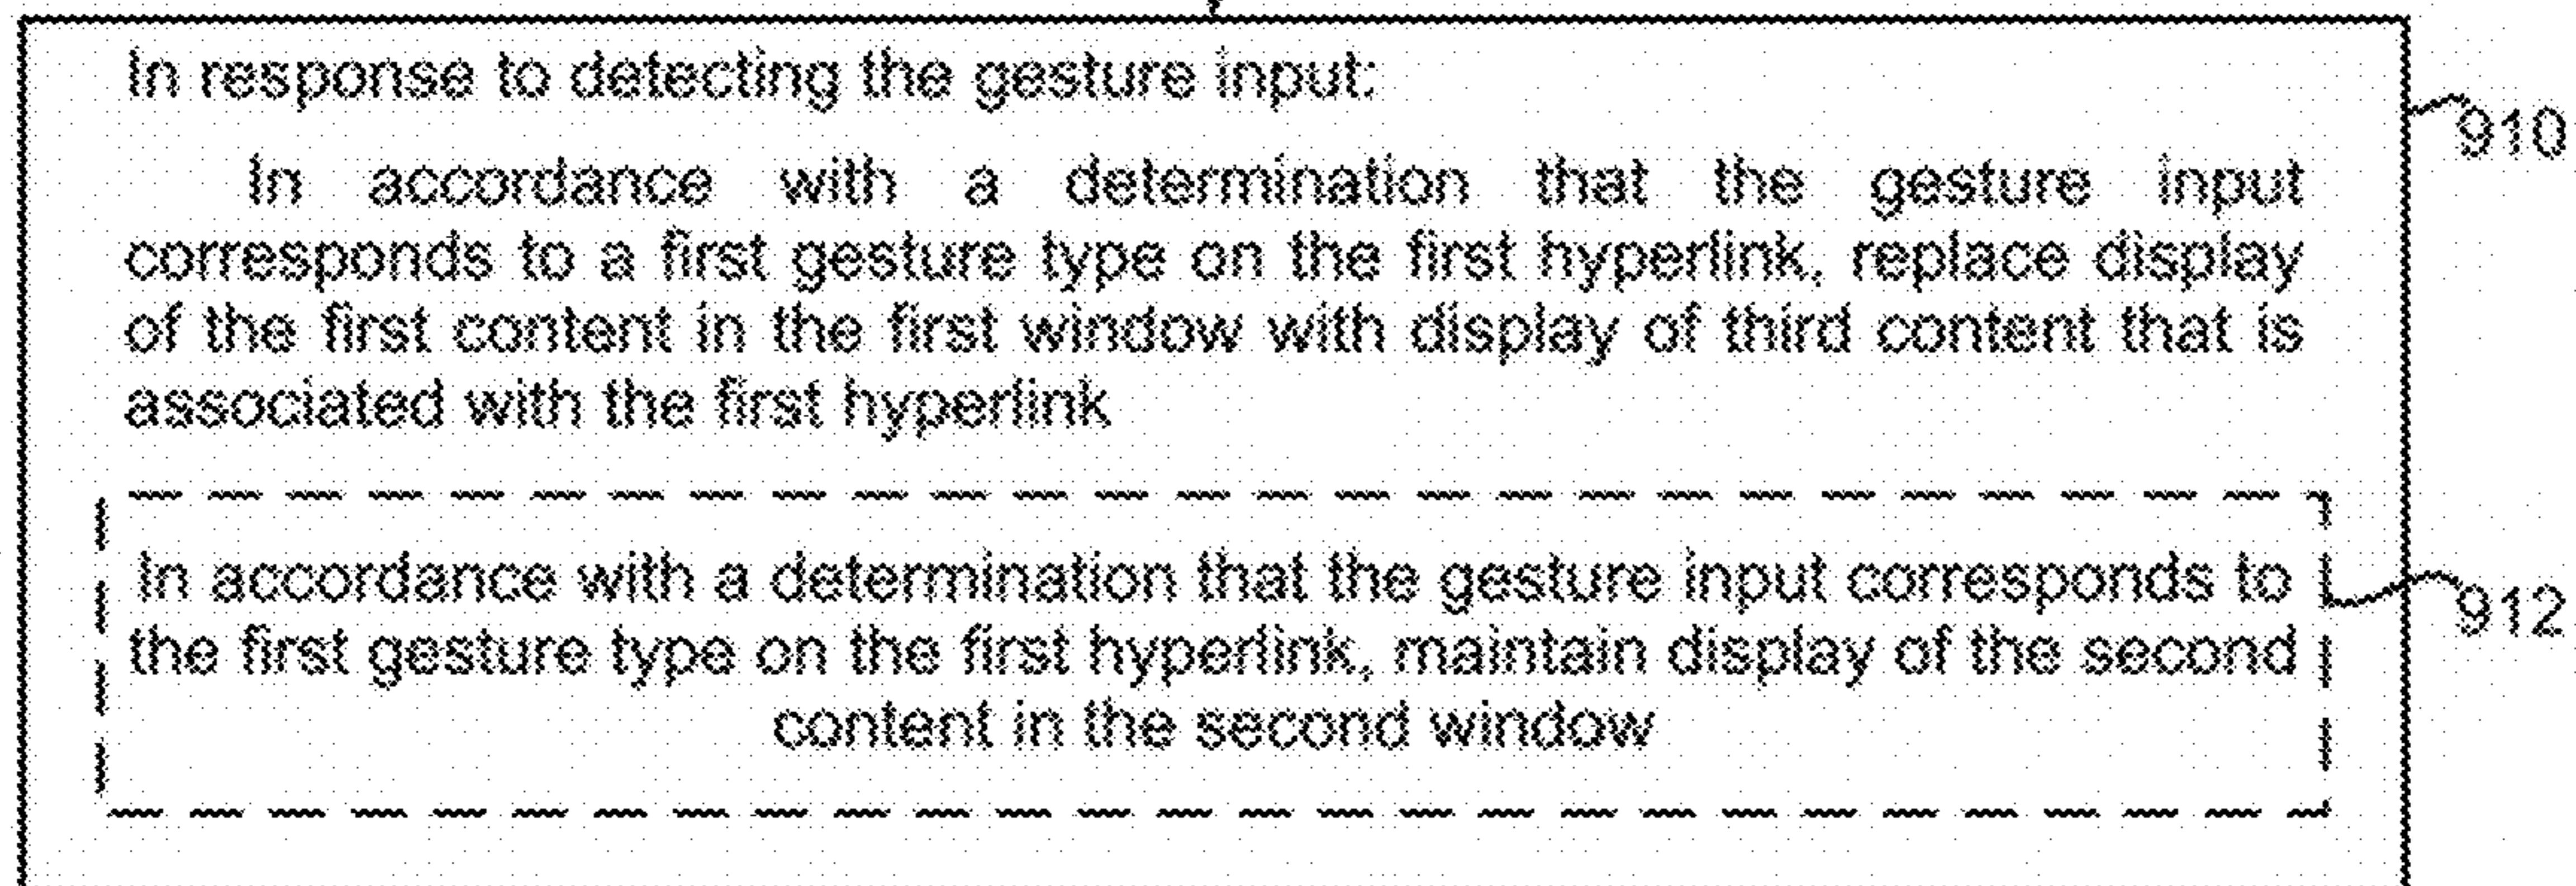 In response to detecting the gesture input:
910
In accordance with a determination that the gesture input
corresponds to a first gesture type on the first hyperlink, replace display
of the first content in the first window with display of third content that is
associated with the first hyperlink
In accordance with a determination that the gesture input corresponds to
912
the first gesture type on the first hyperlink, maintain display of the second
content in the second window